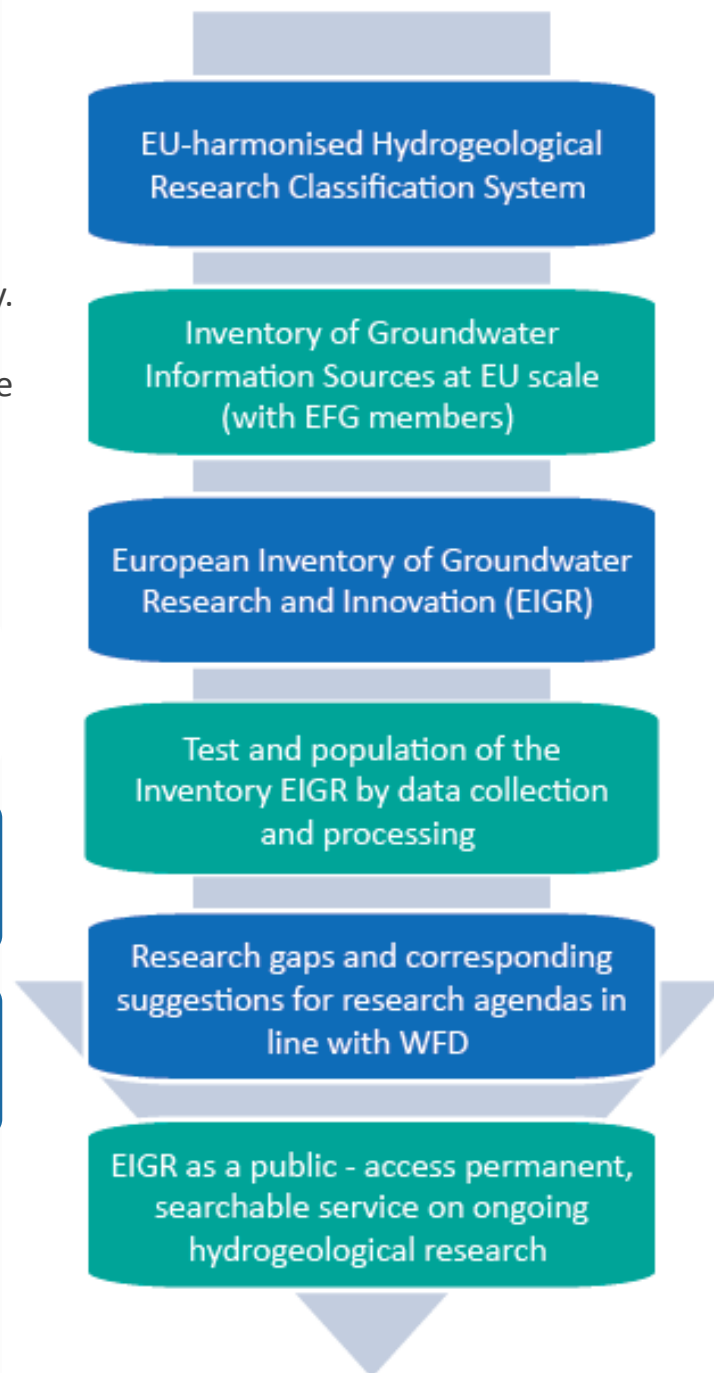 y.
e
EU-harmonised Hydrogeological
Research Classification System
Inventory of Groundwater
Information Sources at EU scale
(with EFG members)
European Inventory of Groundwater
Research and Innovation (EIGR)
Test and population of the
Inventory EIGR by data collection
and processing
Research gaps and corresponding
suggestions for research agendas in
line with WFD
EIGR as a public - access permanent,
searchable service on ongoing
hydrogeological research